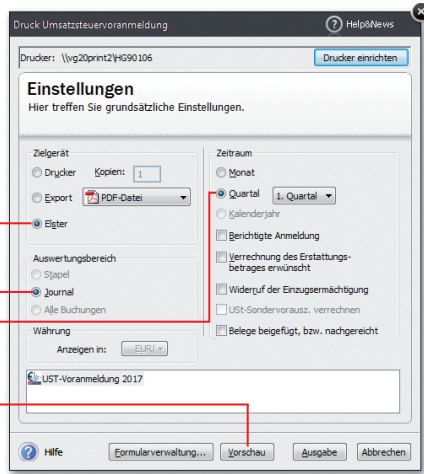 Druck Umsatzsteuervoranmeldung
Help&News
Drucker: \\vg20print2\HG90106
Drucker einrichten
Einstellungen
Hier treffen Sie grundsätzliche Einstellungen.
Zielgerät
Drucker Kopien: 1
Export PDF-Datei
Elster
Auswertungsbereich
Stapel
Journal
Alle Buchungen
Währung
Anzeigen in: EUR
Zeitraum
Monat
Quartal 1. Quartal
Kalenderjahr
Berichtigte Anmeldung
Verrechnung des Erstattungs-
betrages erwünscht
Widerruf der Einzugsermächtigung
USt-Sondervorausz. verrechnen
Belege beigefügt, bzw. nachgereicht
UST-Voranmeldung 2017
Hilfe
Formularverwaltung...
Vorschau
Ausgabe
Abbrechen